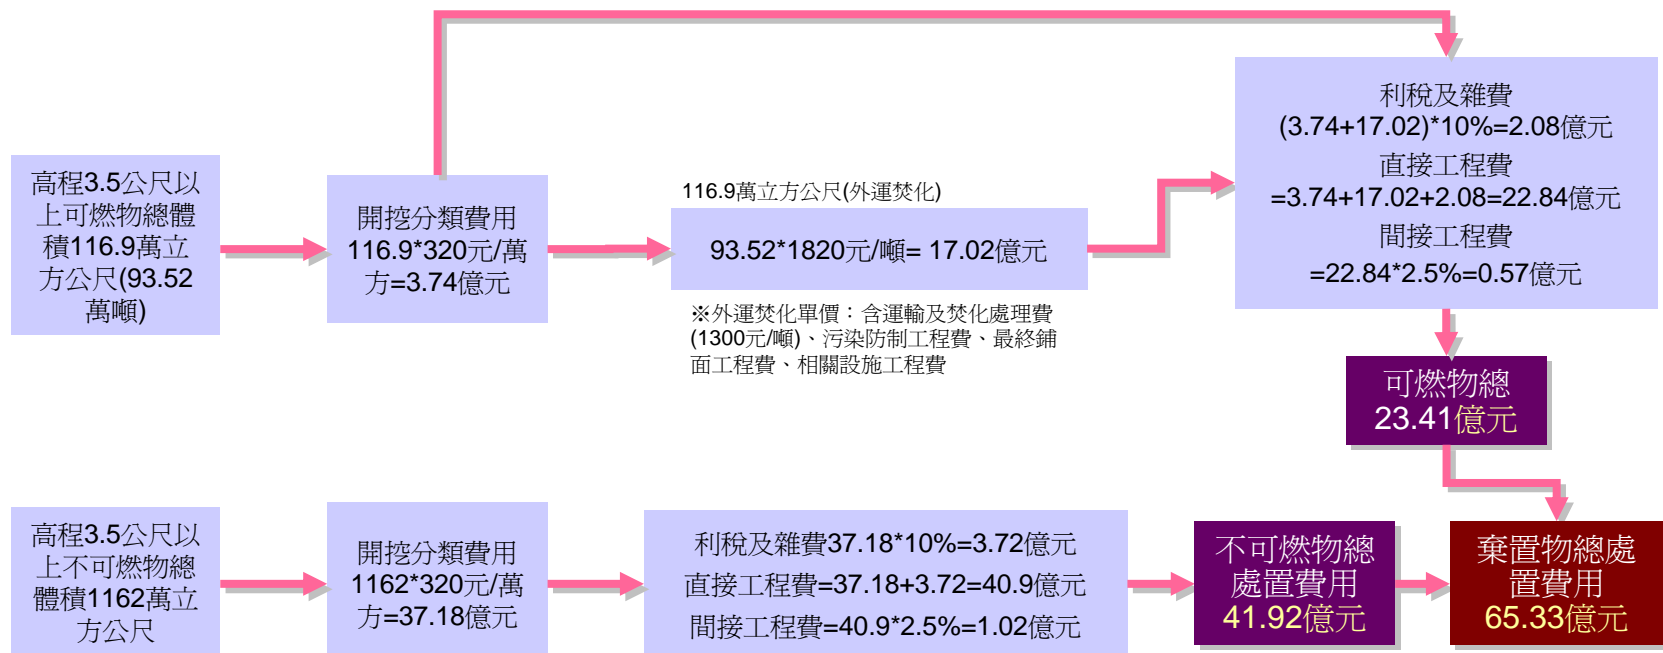 高程3.5公尺以
上可燃物總體
積116.9萬立
方公尺(93.52
萬噸)
開挖分類費用
116.9*320元/萬
方=3.74億元
116.9萬立方公尺(外運焚化)
93.52*1820元/噸= 17.02億元
※外運焚化單價：含運輸及焚化處理費
(1300元/噸)、污染防制工程費、最終鋪
面工程費、相關設施工程費
利稅及雜費
(3.74+17.02)*10%=2.08億元
直接工程費
=3.74+17.02+2.08=22.84億元
間接工程費
=22.84*2.5%=0.57億元
可燃物總
23.41億元
高程3.5公尺以
上不可燃物總
體積1162萬立
方公尺
開挖分類費用
1162*320元/萬
方=37.18億元
利稅及雜費37.18*10%=3.72億元
直接工程費=37.18+3.72=40.9億元
間接工程費=40.9*2.5%=1.02億元
不可燃物總
處置費用
41.92億元
棄置物總處
置費用
65.33億元